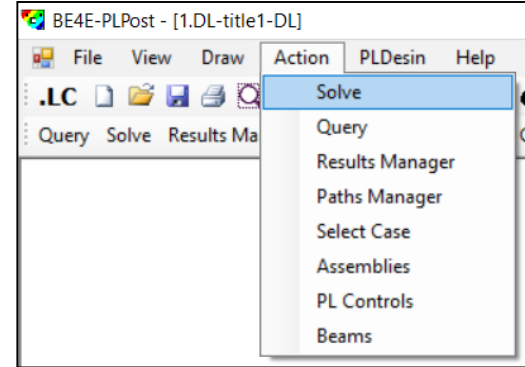 BE4E-PLPost - [1.DL-title1-DL]
File View Draw Action PLDesin Help
.LC
Query Solve Results Ma
Solve
Query
Results Manager
Paths Manager
Select Case
Assemblies
PL Controls
Beams